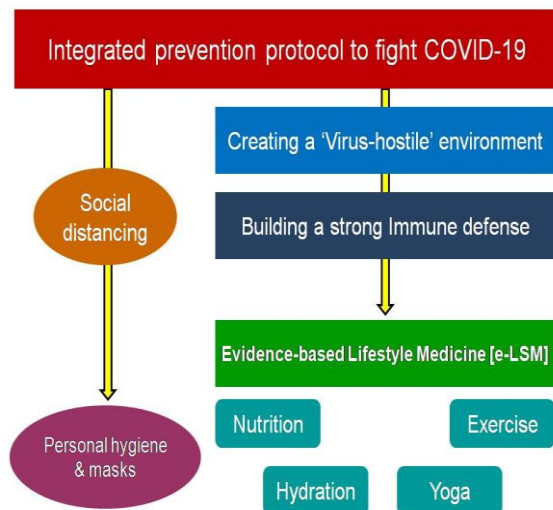 Integrated prevention protocol to fight COVID-19
Creating a 'Virus-hostile' environment
Social
distancing
Building a strong Immune defense
Evidence-based Lifestyle Medicine [e-LSM]
Nutrition
Exercise
Personal hygiene
& masks
Hydration
Yoga